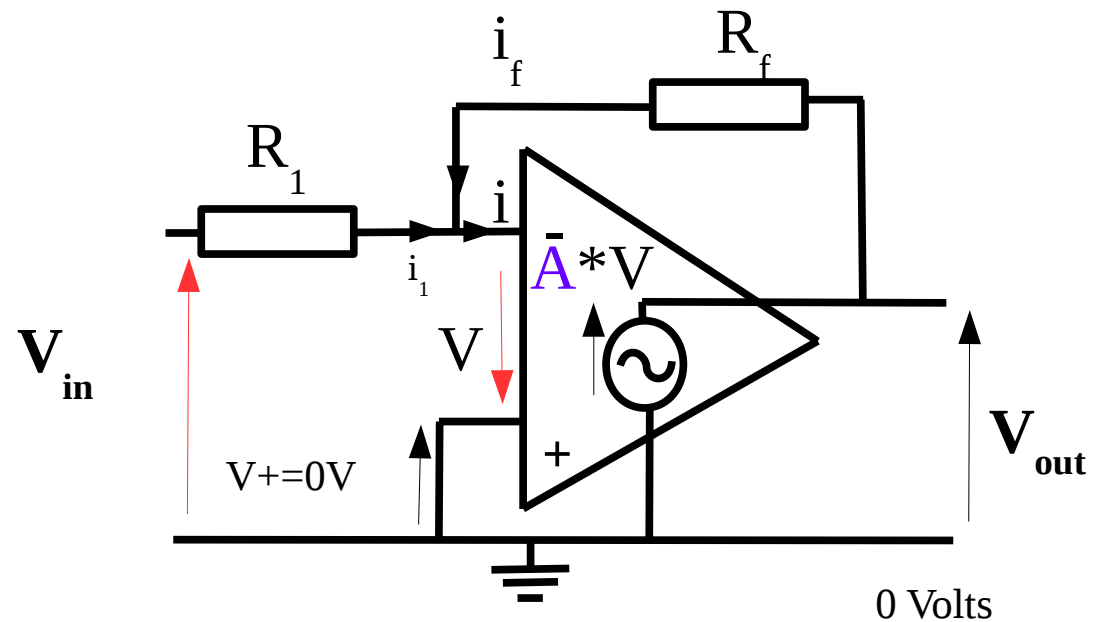 i_f
R_f
R_1
i
-
A*V
i_1
V
V_in
V_out
+
V+=0V
0 Volts